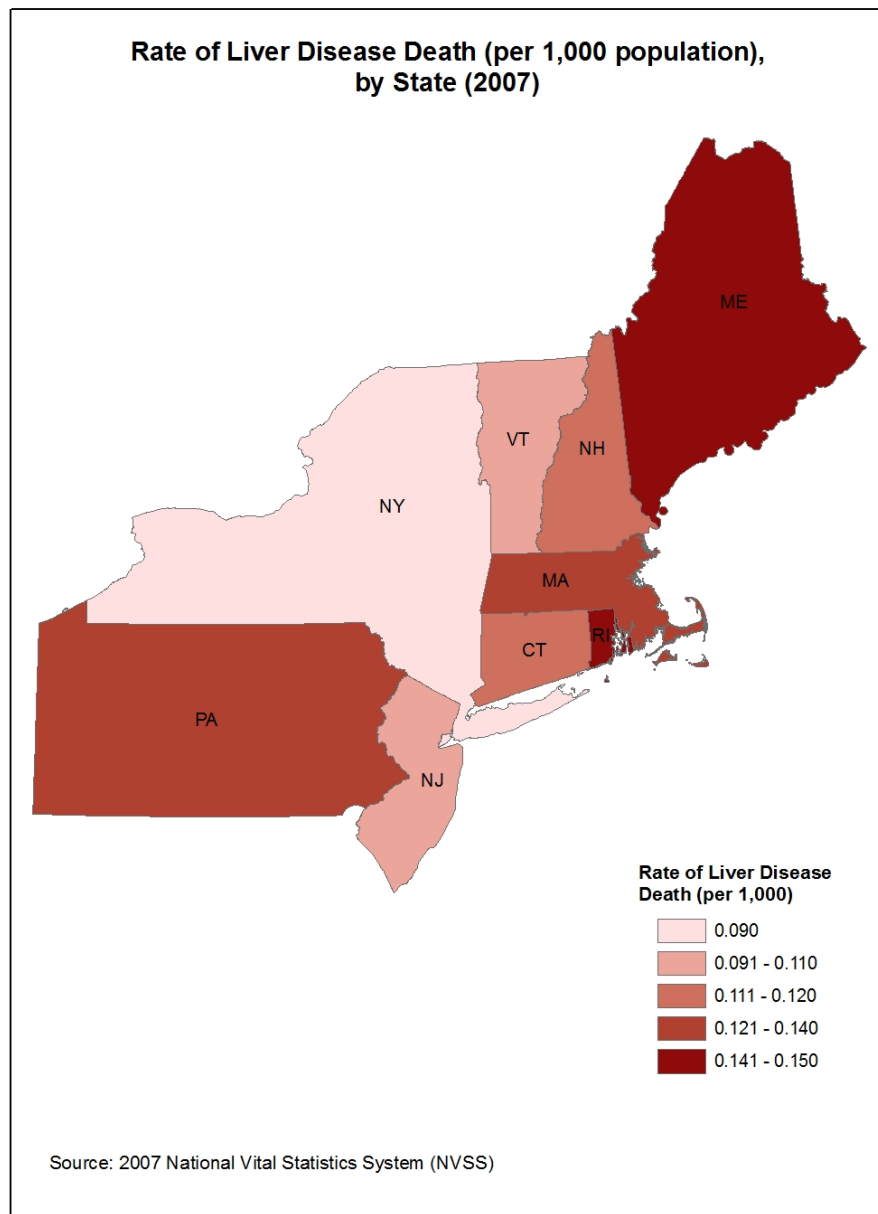 Rate of Liver Disease Death (per 1,000 population),
by State (2007)
ME
VT
NH
NY
MA
CT
RI
PA
NJ
Rate of Liver Disease
Death (per 1,000)
0.090
0.091 - 0.110
0.111 - 0.120
0.121 - 0.140
0.141 - 0.150
Source: 2007 National Vital Statistics System (NVSS)